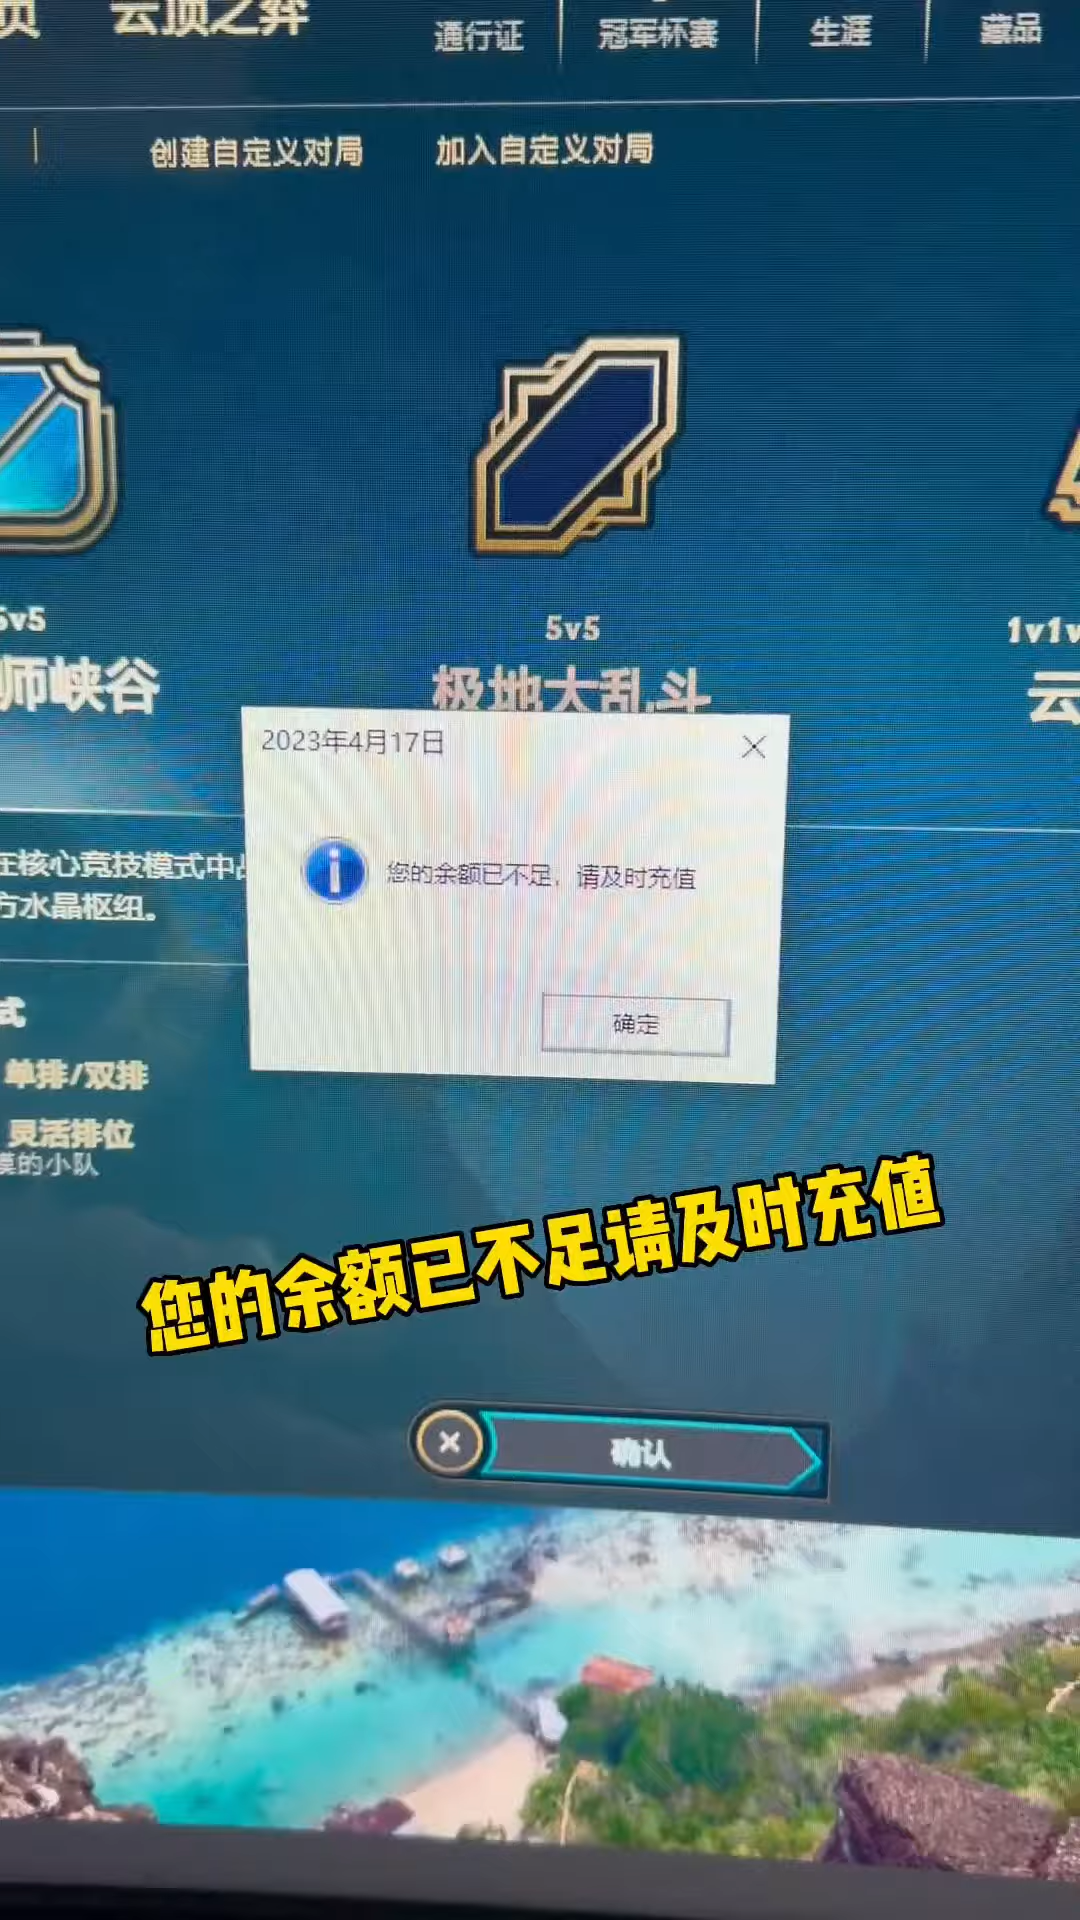 云顶之弈
通行证
冠军杯赛
生涯
藏品
创建自定义对局
加入自定义对局
5v5
师峡谷
5v5
极地大乱斗
1v1v
云
2023年4月17日
您的余额已不足，请及时充值
确定
在核心竞技模式中
方水晶枢纽。
式
单排/双排
灵活排位
模的小队
您的余额已不足请及时充值
确认